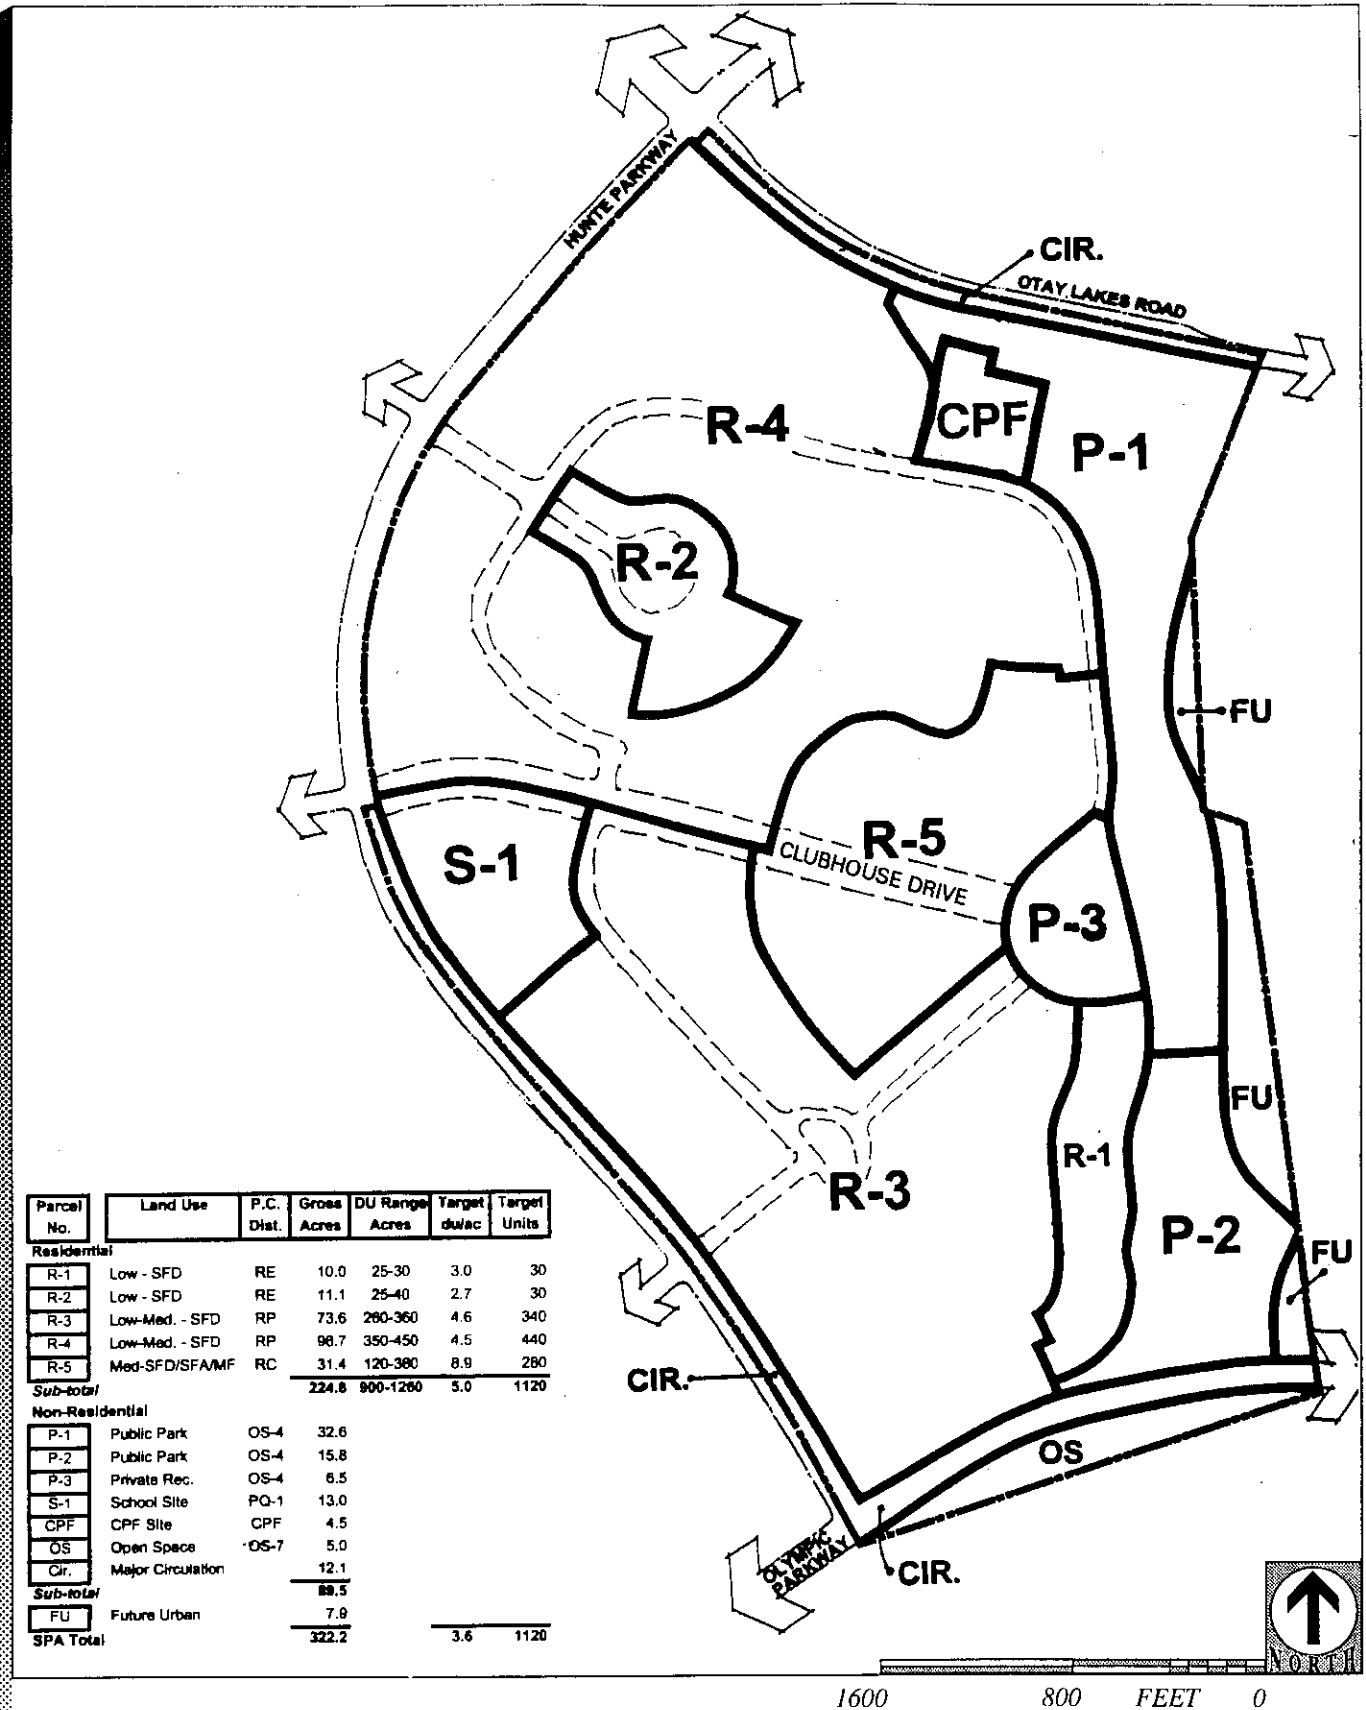 HUNTE PARKWAY
CIR.
OTAY LAKES ROAD
R-4
CPF
P-1
R-2
FU
R-5
S-1
CLUBHOUSE DRIVE
P-3
FU
R-1
R-3
P-2
FU
CIR.
OS
OLYMPIC
PARKWAY
CIR.
Parcel No. Land Use P.C. Dist. Gross Acres DU Range Acres Target du/ac Target Units
Residential
R-1 Low - SFD RE 10.0 25-30 3.0 30
R-2 Low - SFD RE 11.1 25-40 2.7 30
R-3 Low-Med. - SFD RP 73.6 260-360 4.6 340
R-4 Low-Med. - SFD RP 98.7 350-450 4.5 440
R-5 Med-SFD/SFA/MF RC 31.4 120-380 8.9 280
Sub-total 224.8 900-1260 5.0 1120
Non-Residential
P-1 Public Park OS-4 32.6
P-2 Public Park OS-4 15.8
P-3 Private Rec. OS-4 6.5
S-1 School Site PQ-1 13.0
CPF CPF Site CPF 4.5
OS Open Space OS-7 5.0
Cir. Major Circulation 12.1
Sub-total 89.5
FU Future Urban 7.9
SPA Total 322.2 3.6 1120
NORTH
1600 800 FEET 0